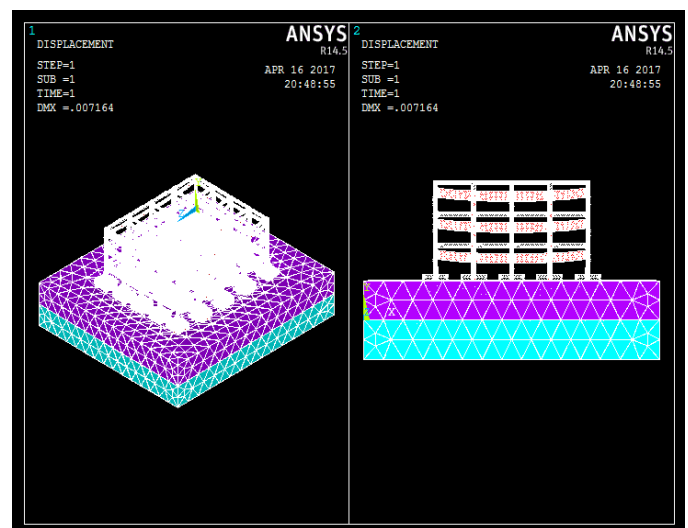 1
DISPLACEMENT
STEP=1
SUB =1
TIME=1
DMX =.007164
ANSYS
R14.5
APR 16 2017
20:48:55
2
DISPLACEMENT
STEP=1
SUB =1
TIME=1
DMX =.007164
ANSYS
R14.5
APR 16 2017
20:48:55
X